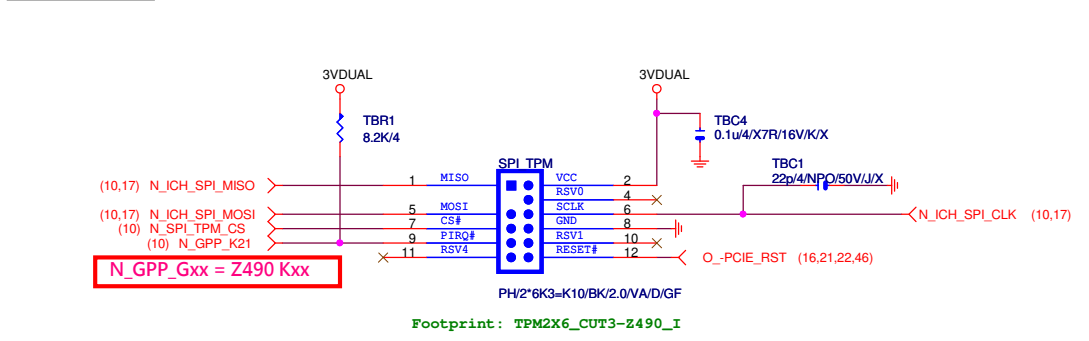 3VDUAL
3VDUAL
TBR1
8.2K/4
TBC4
0.1u/4/X7R/16V/K/X
SPI_TPM
TBC1
22p/4/NPO/50V/J/X
(10,17) N_ICH_SPI_MISO 1 MISO VCC 2
RSV0 4
(10,17) N_ICH_SPI_MOSI 5 MOSI SCLK 6 N_ICH_SPI_CLK (10,17)
(10) N_SPI_TPM_CS 7 CS# GND 8
(10) N_GPP_K21 9 PIRQ# RSV1 10
11 RSV4 RESET# 12 O_-PCIE_RST (16,21,22,46)
N_GPP_Gxx = Z490 Kxx
PH/2*6K3=K10/BK/2.0/VA/D/GF
Footprint: TPM2X6_CUT3-Z490_I